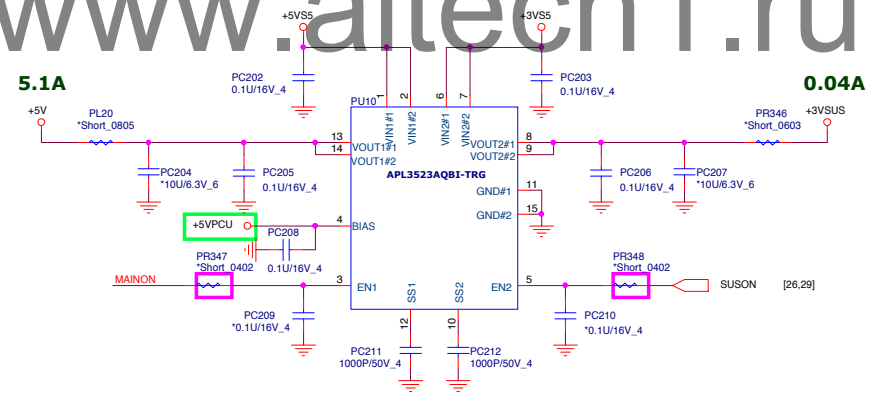 www.aitech1.ru
+5VS5
+3VS5
5.1A
0.04A
PC202
0.1U/16V_4
PC203
0.1U/16V_4
PU10
1
2
6
7
VIN1#1
VIN1#2
VIN2#1
VIN2#2
+5V
PL20
*Short_0805
PR346
*Short_0603
+3VSUS
13
14
VOUT1#1
VOUT1#2
8
9
VOUT2#1
VOUT2#2
APL3523AQBI-TRG
PC204
*10U/6.3V_6
PC205
0.1U/16V_4
PC206
0.1U/16V_4
PC207
*10U/6.3V_6
GND#1
11
GND#2
15
+5VPCU
4
BIAS
PC208
0.1U/16V_4
PR347
*Short_0402
PR348
*Short_0402
MAINON
3
EN1
SS1
SS2
EN2
5
SUSON
[26,29]
PC209
*0.1U/16V_4
12
10
PC210
*0.1U/16V_4
PC211
1000P/50V_4
PC212
1000P/50V_4